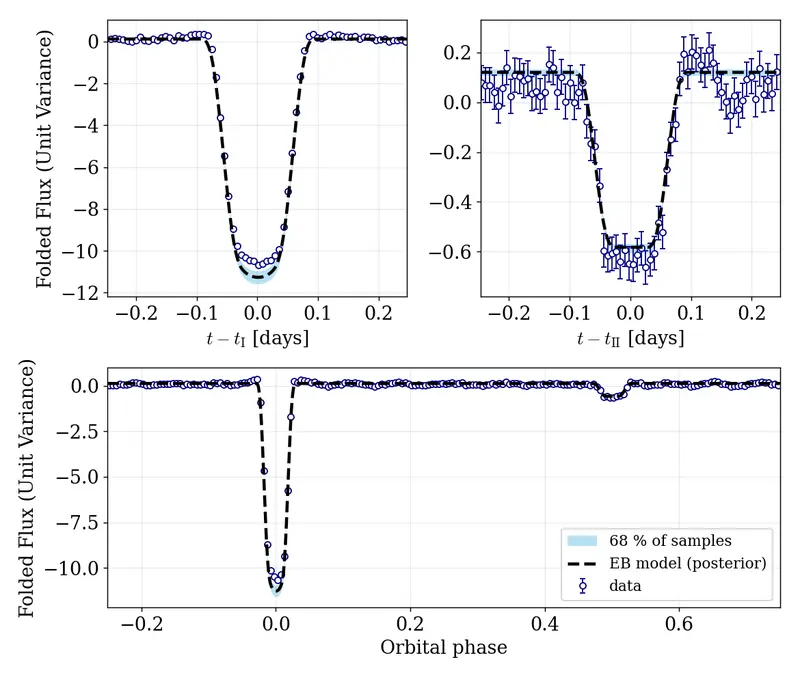 Folded Flux (Unit Variance)
0
−2
−4
−6
−8
−10
−12
−0.2 −0.1 0.0 0.1 0.2
t − tI [days]
0.2
0.0
−0.2
−0.4
−0.6
−0.2 −0.1 0.0 0.1 0.2
t − tII [days]
Folded Flux (Unit Variance)
0.0
−2.5
−5.0
−7.5
−10.0
−0.2 0.0 0.2 0.4 0.6
Orbital phase
68 % of samples
EB model (posterior)
data